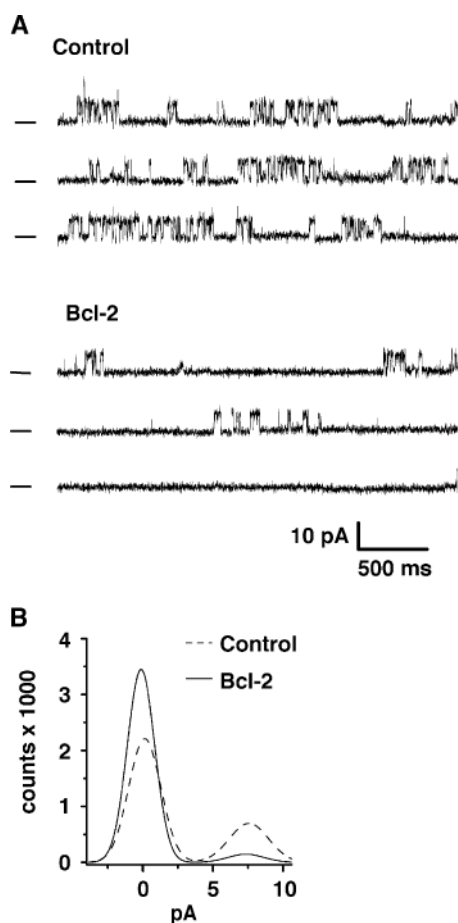 A
Control
Bcl-2
10 pA
500 ms
B
Control
Bcl-2
counts x 1000
4
3
2
1
0
0
5
10
pA